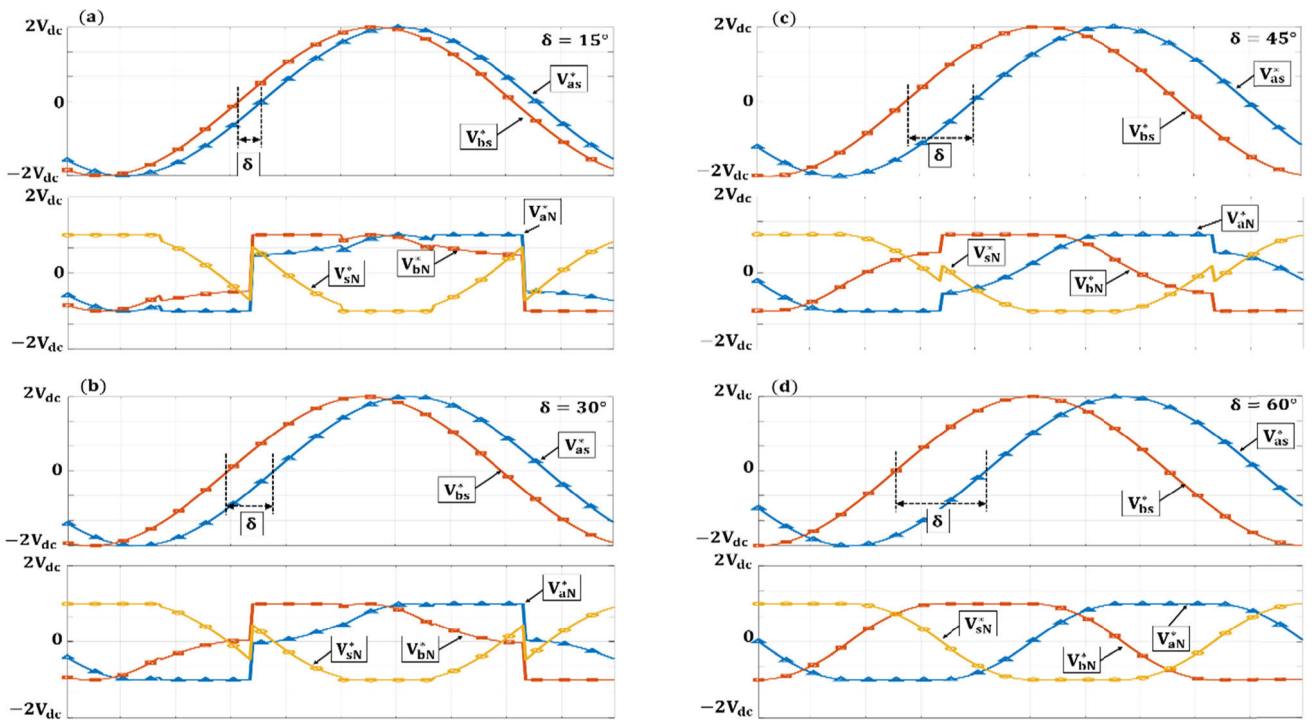 (a)
2V_dc
δ = 15°
V*_as
0
V*_bs
δ
−2V_dc
2V_dc
V*_aN
V*_bN
0
V*_sN
−2V_dc
(b)
2V_dc
δ = 30°
V*_as
0
V*_bs
δ
−2V_dc
2V_dc
V*_aN
0
V*_sN
V*_bN
−2V_dc
(c)
2V_dc
δ = 45°
V*_as
0
V*_bs
δ
−2V_dc
2V_dc
V*_aN
V*_sN
0
V*_bN
−2V_dc
(d)
2V_dc
δ = 60°
V*_as
0
V*_bs
δ
−2V_dc
2V_dc
V*_sN
V*_aN
0
V*_bN
−2V_dc